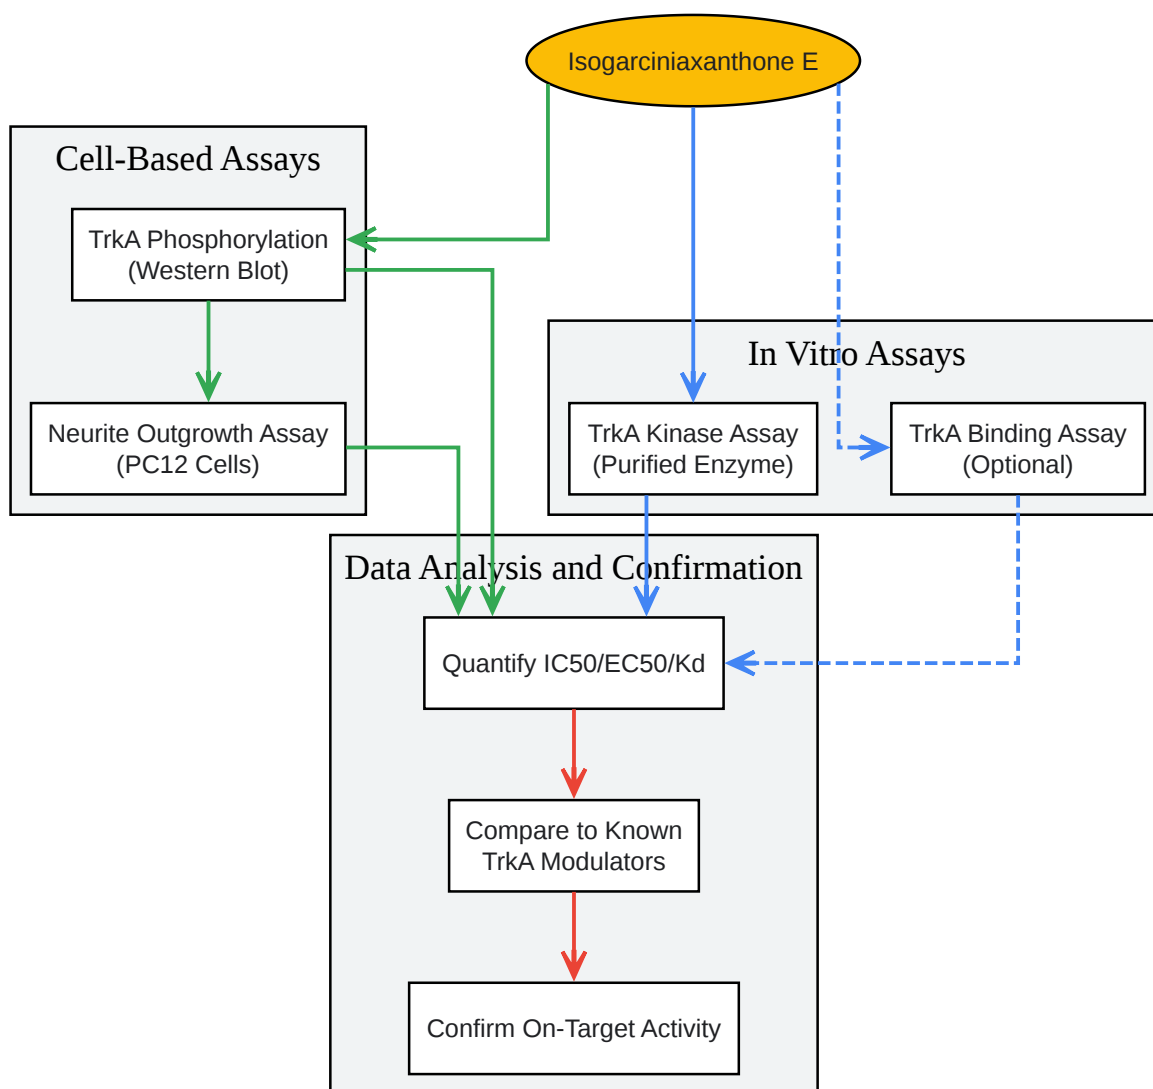 Isogarciniaxanthone E
Cell-Based Assays
TrkA Phosphorylation
(Western Blot)
Neurite Outgrowth Assay
(PC12 Cells)
In Vitro Assays
TrkA Kinase Assay
(Purified Enzyme)
TrkA Binding Assay
(Optional)
Data Analysis and Confirmation
Quantify IC50/EC50/Kd
Compare to Known
TrkA Modulators
Confirm On-Target Activity